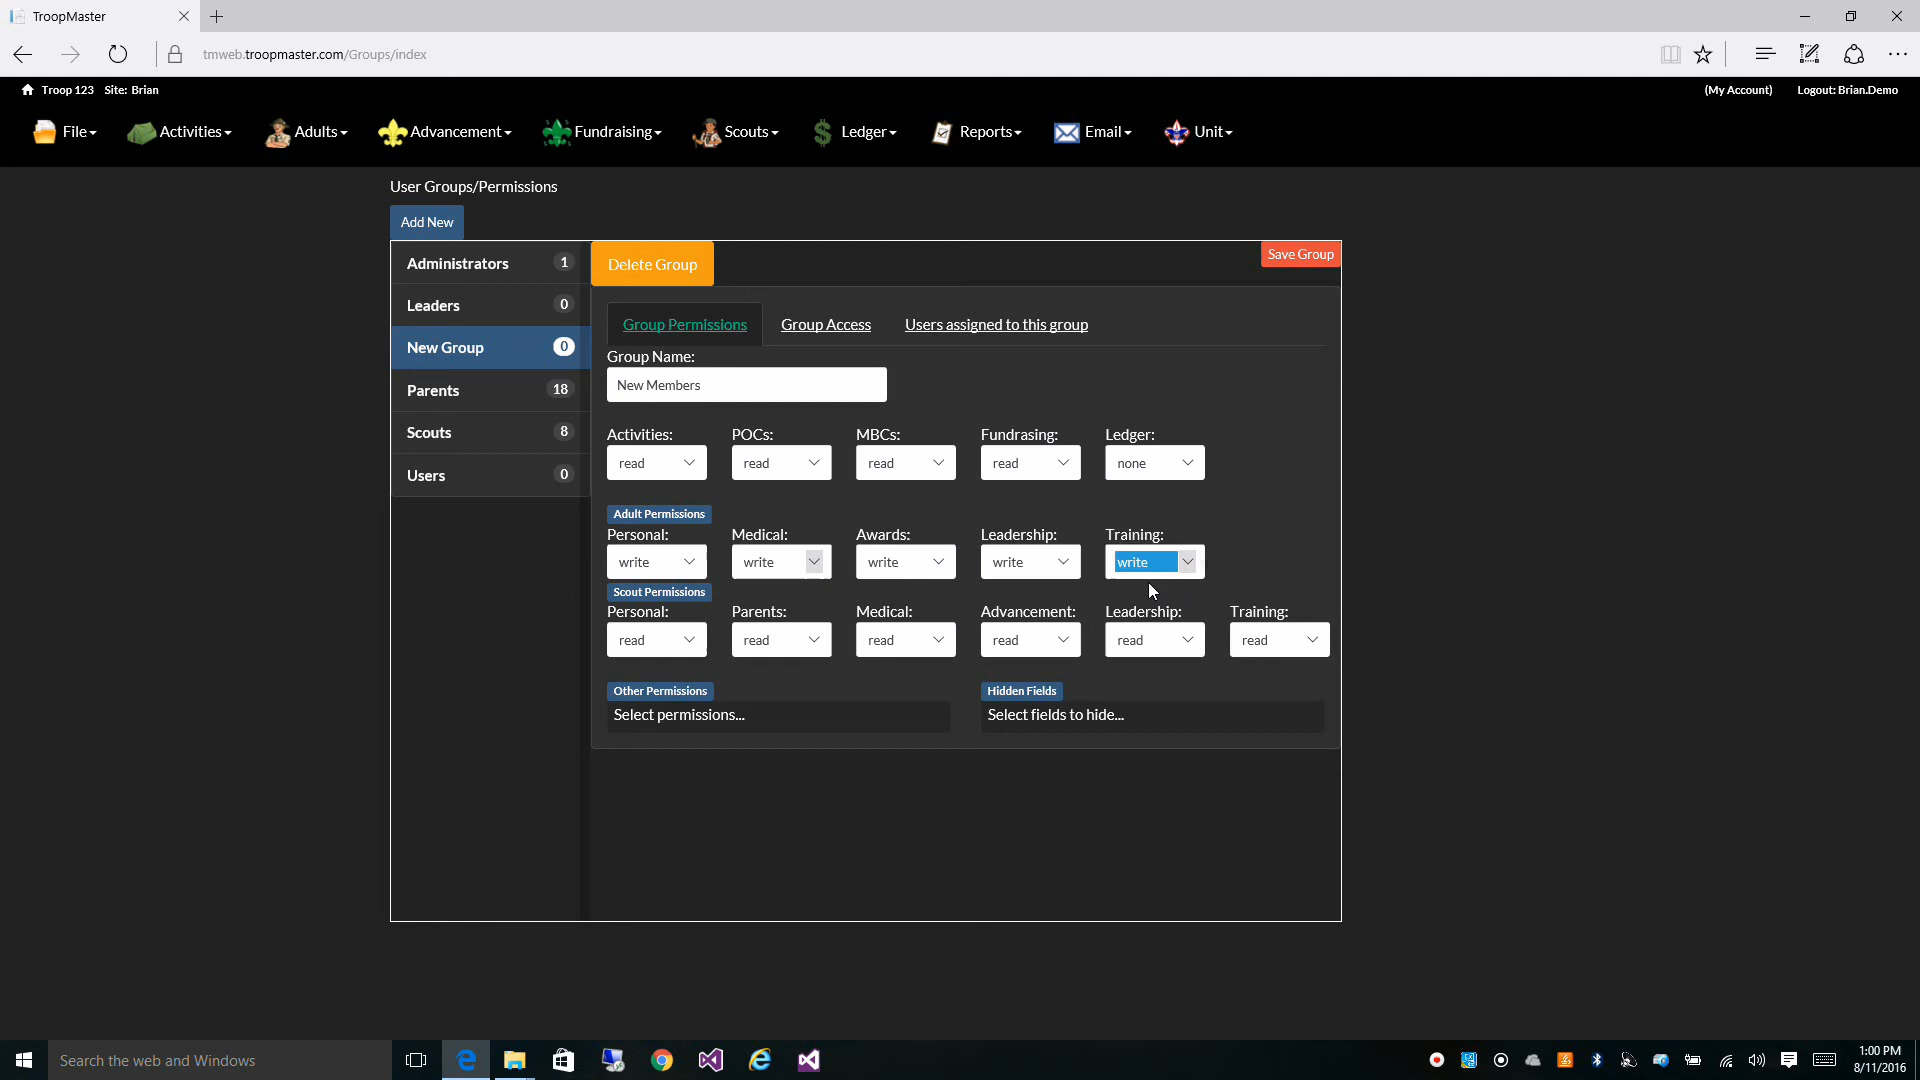 TroopMaster
tmweb.troopmaster.com/Groups/index
Troop 123 Site: Brian
(My Account) Logout: Brian.Demo
File Activities Adults Advancement Fundraising Scouts Ledger Reports Email Unit
User Groups/Permissions
Add New
Administrators 1
Leaders 0
New Group 0
Parents 18
Scouts 8
Users 0
Delete Group
Save Group
Group Permissions Group Access Users assigned to this group
Group Name:
New Members
Activities: POCs: MBCs: Fundrasing: Ledger:
read read read read none
Adult Permissions
Personal: Medical: Awards: Leadership: Training:
write write write write write
Scout Permissions
Personal: Parents: Medical: Advancement: Leadership: Training:
read read read read read read
Other Permissions Hidden Fields
Select permissions... Select fields to hide...
Search the web and Windows
1:00 PM
8/11/2016